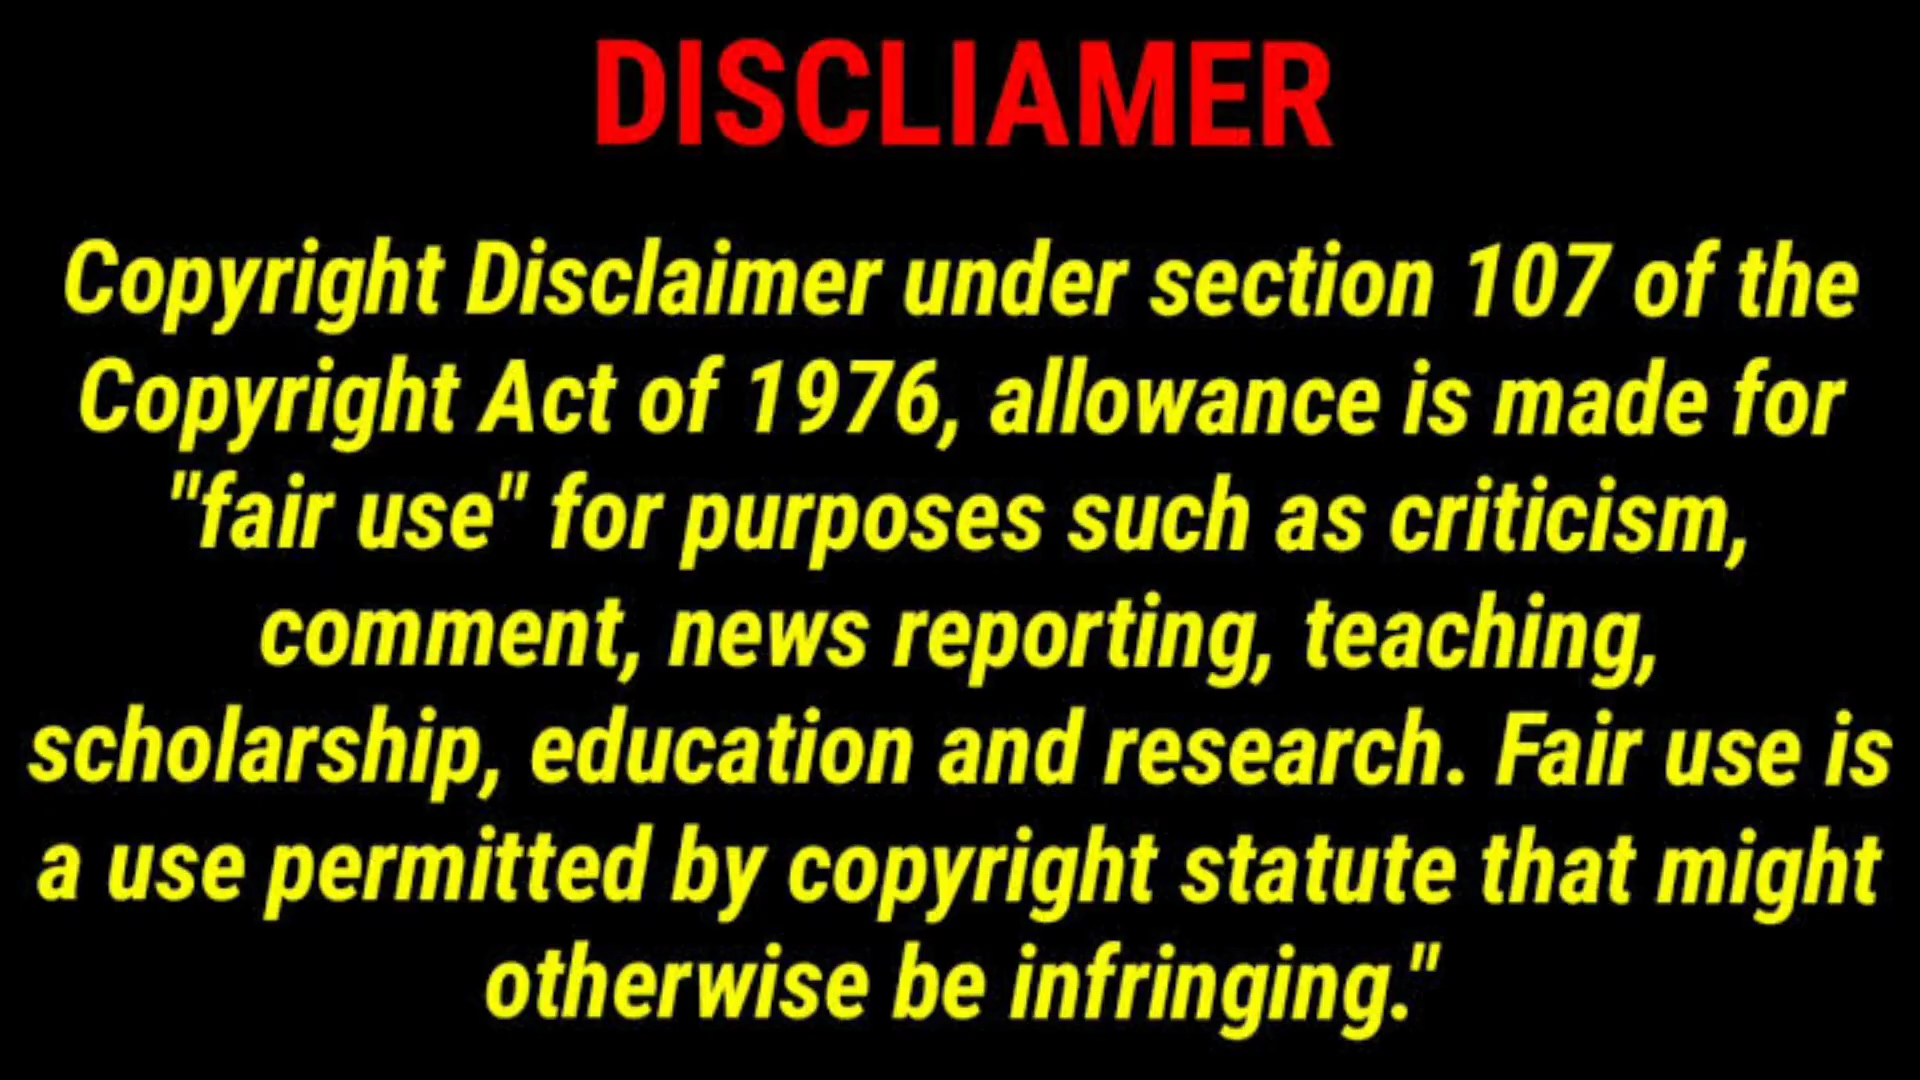 DISCLIAMER
Copyright Disclaimer under section 107 of the
Copyright Act of 1976, allowance is made for
"fair use" for purposes such as criticism,
comment, news reporting, teaching,
scholarship, education and research. Fair use is
a use permitted by copyright statute that might
otherwise be infringing."